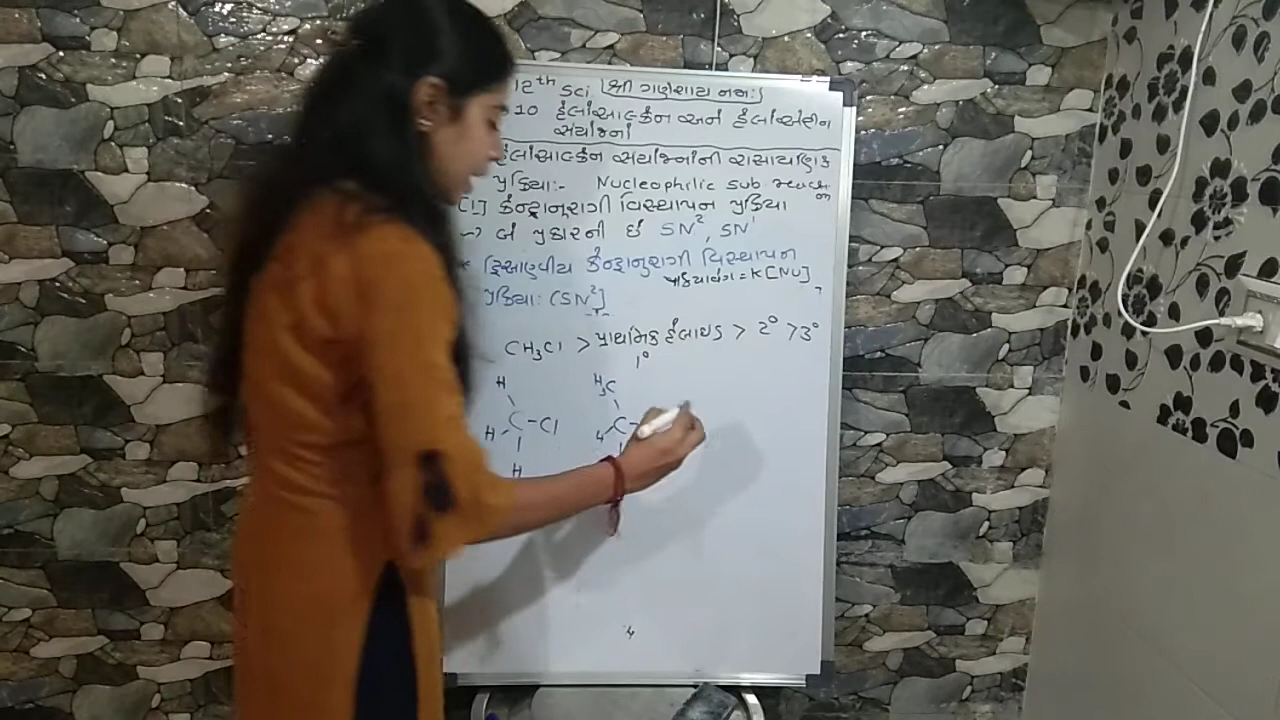 12th Sci શ્રી ગણેશાય નમઃ
10 હેલોઆલ્કેન અને હેલોએરીન
સંયોજનો
હેલોઆલ્કેન સંયોજનોની રાસાયણિક
પ્રક્રિયા:- Nucleophilic sub reaction
[1] કેન્દ્રાનુરાગી વિસ્થાપન પ્રક્રિયા
→ બે પ્રકારની છે SN², SN¹
* દ્વિઆણ્વીય કેન્દ્રાનુરાગી વિસ્થાપન
પ્રક્રિયા: (SN²] પ્રક્રિયાવેગ = K[NU]
CH₃Cl > પ્રાથમિક હેલાઇડ > 2° > 3°
1°
H H₃C
H C - Cl H C -
H